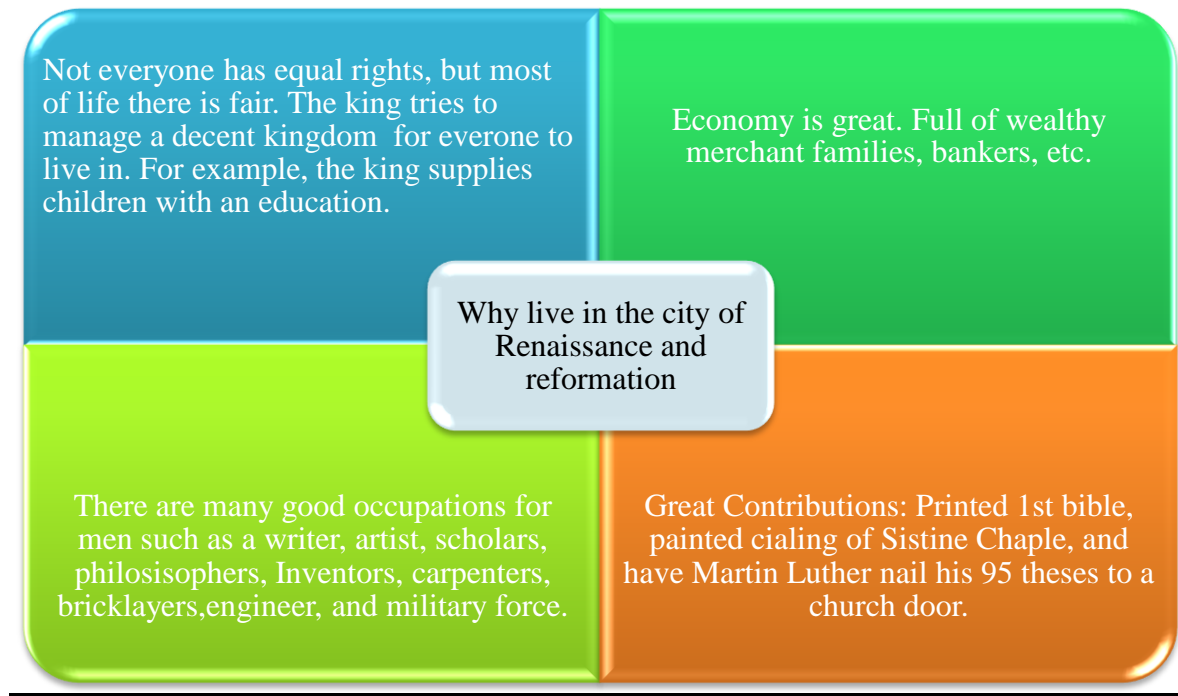 Not everyone has equal rights, but most
of life there is fair. The king tries to
manage a decent kingdom  for everone to
live in. For example, the king supplies
children with an education.
Economy is great. Full of wealthy
merchant families, bankers, etc.
Why live in the city of
Renaissance and
reformation
There are many good occupations for
men such as a writer, artist, scholars,
philosisophers, Inventors, carpenters,
bricklayers,engineer, and military force.
Great Contributions: Printed 1st bible,
painted cialing of Sistine Chaple, and
have Martin Luther nail his 95 theses to a
church door.